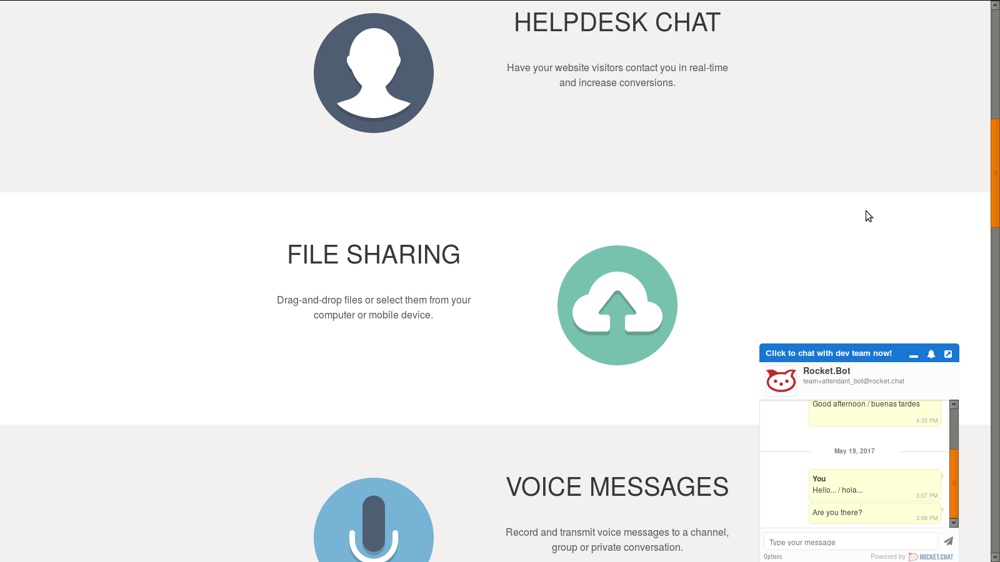 HELPDESK CHAT
Have your website visitors contact you in real-time
and increase conversions.
FILE SHARING
Drag-and-drop files or select them from your
computer or mobile device.
VOICE MESSAGES
Record and transmit voice messages to a channel,
group or private conversation.
Click to chat with dev team now!
Rocket.Bot
team+attendant_bot@rocket.chat
Good afternoon / buenas tardes
4:35 PM
May 19, 2017
You
Hello... / hola...
3:07 PM
Are you there?
3:08 PM
Type your message
Options
Powered by ROCKET.CHAT